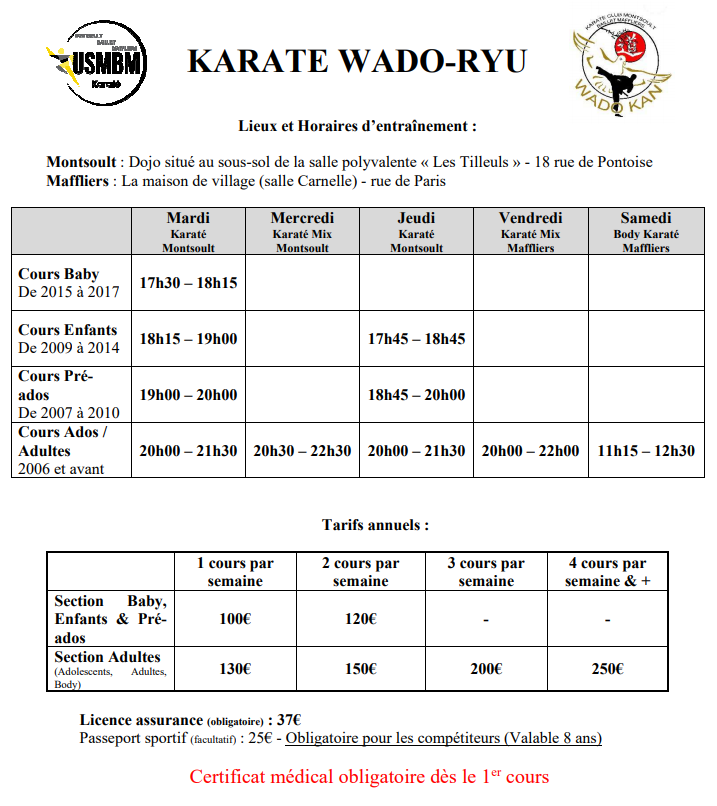 MONTSOULT
BAILLET
MAFFLIERS
USMBM
Karaté
KARATE WADO-RYU
KARATE CLUB MONTSOULT
BAILLET MAFFLIERS
WADO KAN
Lieux et Horaires d’entraînement :
Montsoult : Dojo situé au sous-sol de la salle polyvalente « Les Tilleuls » - 18 rue de Pontoise
Maffliers : La maison de village (salle Carnelle) - rue de Paris
Mardi Mercredi Jeudi Vendredi Samedi
Karaté Karaté Mix Karaté Karaté Mix Body Karaté
Montsoult Montsoult Montsoult Maffliers Maffliers
Cours Baby
De 2015 à 2017
17h30 – 18h15
Cours Enfants
De 2009 à 2014
18h15 – 19h00 17h45 – 18h45
Cours Pré-
ados
De 2007 à 2010
19h00 – 20h00 18h45 – 20h00
Cours Ados /
Adultes
2006 et avant
20h00 – 21h30 20h30 – 22h30 20h00 – 21h30 20h00 – 22h00 11h15 – 12h30
Tarifs annuels :
1 cours par 2 cours par 3 cours par 4 cours par
semaine semaine semaine semaine & +
Section Baby,
Enfants & Pré-
ados
100€ 120€ - -
Section Adultes
(Adolescents, Adultes,
Body)
130€ 150€ 200€ 250€
Licence assurance (obligatoire) : 37€
Passeport sportif (facultatif) : 25€ - Obligatoire pour les compétiteurs (Valable 8 ans)
Certificat médical obligatoire dès le 1er cours